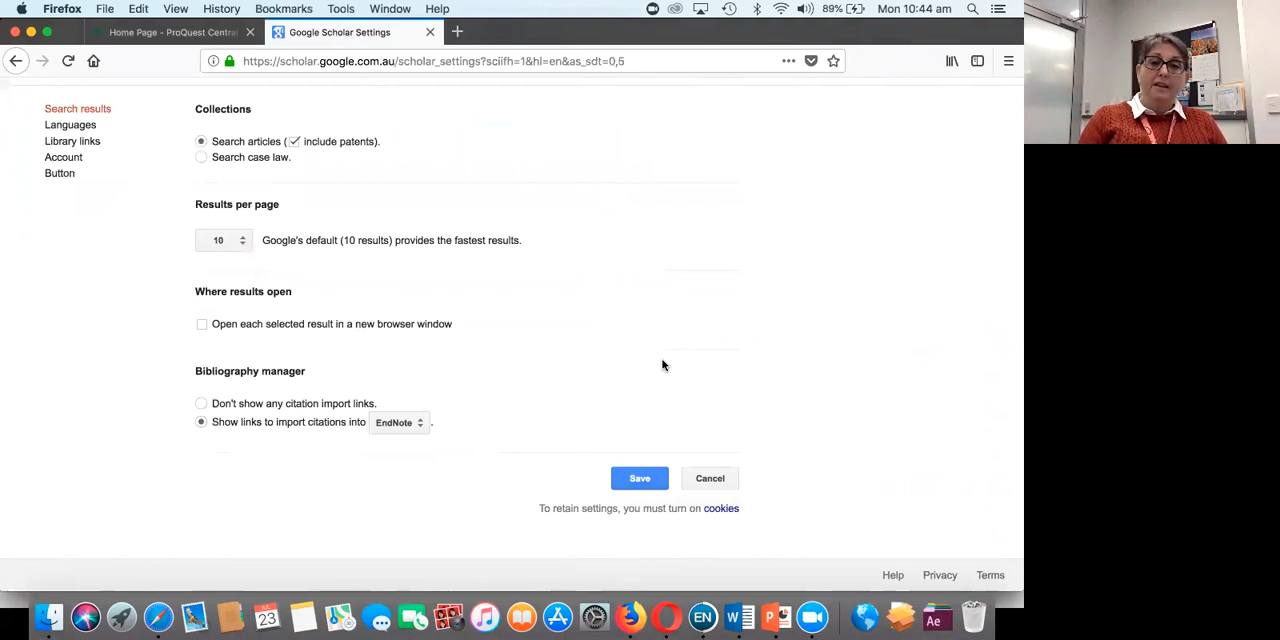 Firefox File Edit View History Bookmarks Tools Window Help 89% Mon 10:44 am
Home Page - ProQuest Central Google Scholar Settings
https://scholar.google.com.au/scholar_settings?sciifh=1&hl=en&as_sdt=0,5
Search results
Languages
Library links
Account
Button
Collections
Search articles ( include patents).
Search case law.
Results per page
10 Google's default (10 results) provides the fastest results.
Where results open
Open each selected result in a new browser window
Bibliography manager
Don't show any citation import links.
Show links to import citations into EndNote .
Save Cancel
To retain settings, you must turn on cookies
Help Privacy Terms
23 EN Ae